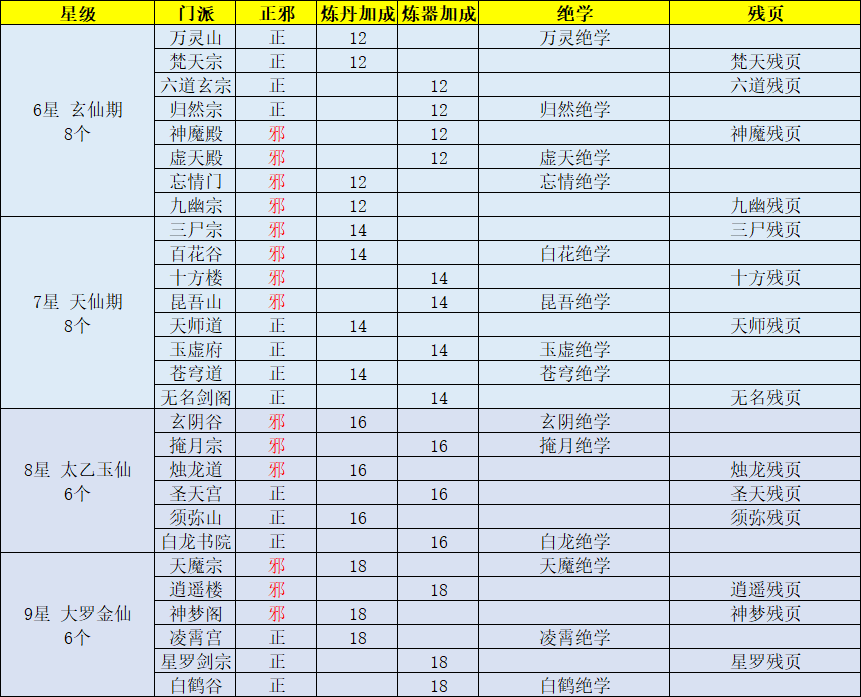 星级 门派 正邪 炼丹加成 炼器加成 绝学 残页
万灵山 正 12 万灵绝学
梵天宗 正 12 梵天残页
六道玄宗 正 12 六道残页
6星 玄仙期 归然宗 正 12 归然绝学
8个 神魔殿 邪 12 神魔残页
虚天殿 邪 12 虚天绝学
忘情门 邪 12 忘情绝学
九幽宗 邪 12 九幽残页
三尸宗 邪 14 三尸残页
百花谷 邪 14 白花绝学
十方楼 邪 14 十方残页
7星 天仙期 昆吾山 邪 14 昆吾绝学
8个 天师道 正 14 天师残页
玉虚府 正 14 玉虚绝学
苍穹道 正 14 苍穹绝学
无名剑阁 正 14 无名残页
玄阴谷 邪 16 玄阴绝学
掩月宗 邪 16 掩月绝学
8星 太乙玉仙 烛龙道 邪 16 烛龙残页
6个 圣天宫 正 16 圣天残页
须弥山 正 16 须弥残页
白龙书院 正 16 白龙绝学
天魔宗 邪 18 天魔绝学
逍遥楼 邪 18 逍遥残页
9星 大罗金仙 神梦阁 邪 18 神梦残页
6个 凌霄宫 正 18 凌霄绝学
星罗剑宗 正 18 星罗残页
白鹤谷 正 18 白鹤绝学